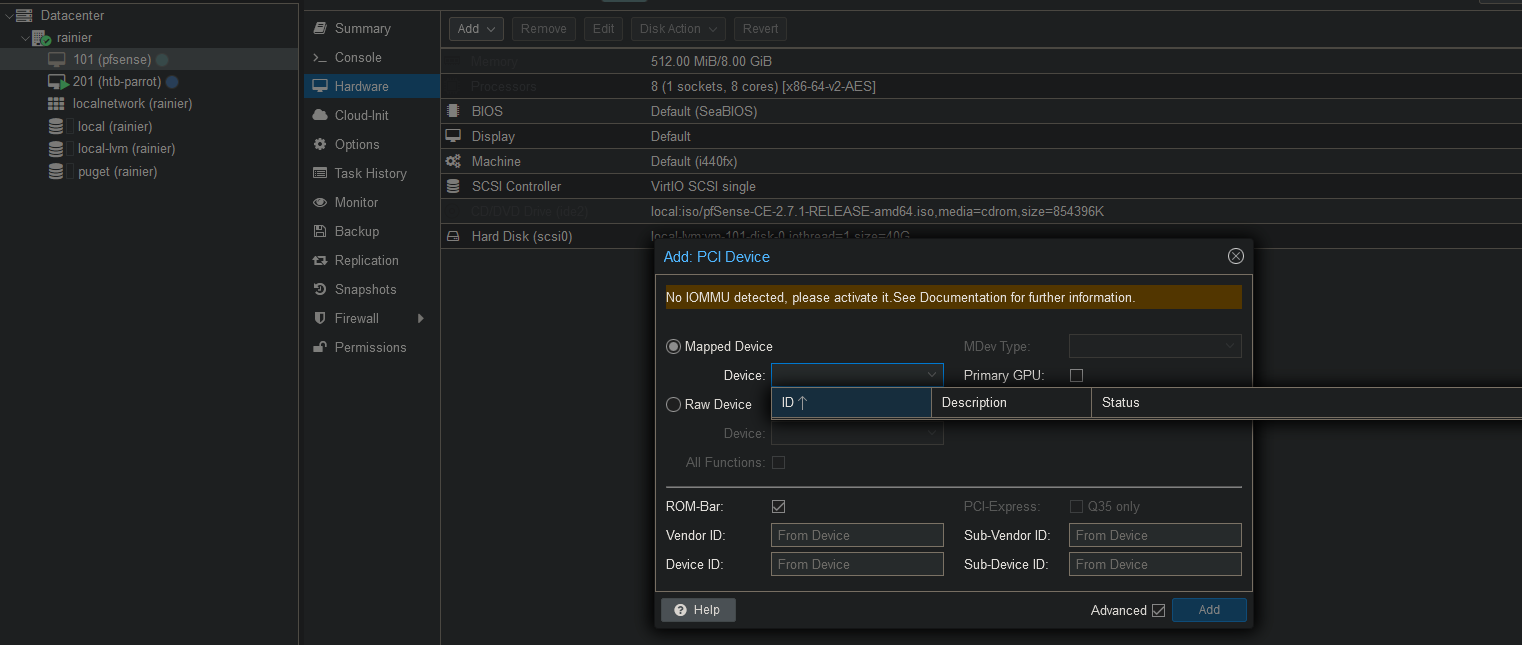 Datacenter
rainier
101 (pfsense)
201 (htb-parrot)
localnetwork (rainier)
local (rainier)
local-lvm (rainier)
puget (rainier)
Summary
Console
Hardware
Cloud-Init
Options
Task History
Monitor
Backup
Replication
Snapshots
Firewall
Permissions
Add Remove Edit Disk Action Revert
Memory 512.00 MiB/8.00 GiB
Processors 8 (1 sockets, 8 cores) [x86-64-v2-AES]
BIOS Default (SeaBIOS)
Display Default
Machine Default (i440fx)
SCSI Controller VirtIO SCSI single
CD/DVD Drive (ide2) local:iso/pfSense-CE-2.7.1-RELEASE-amd64.iso,media=cdrom,size=854396K
Hard Disk (scsi0) local-lvm:vm-101-disk-0,iothread=1,size=40G
Add: PCI Device
No IOMMU detected, please activate it.See Documentation for further information.
Mapped Device MDev Type:
Device: Primary GPU:
Raw Device ID Description Status
Device:
All Functions:
ROM-Bar: PCI-Express: Q35 only
Vendor ID: From Device Sub-Vendor ID: From Device
Device ID: From Device Sub-Device ID: From Device
Help Advanced Add